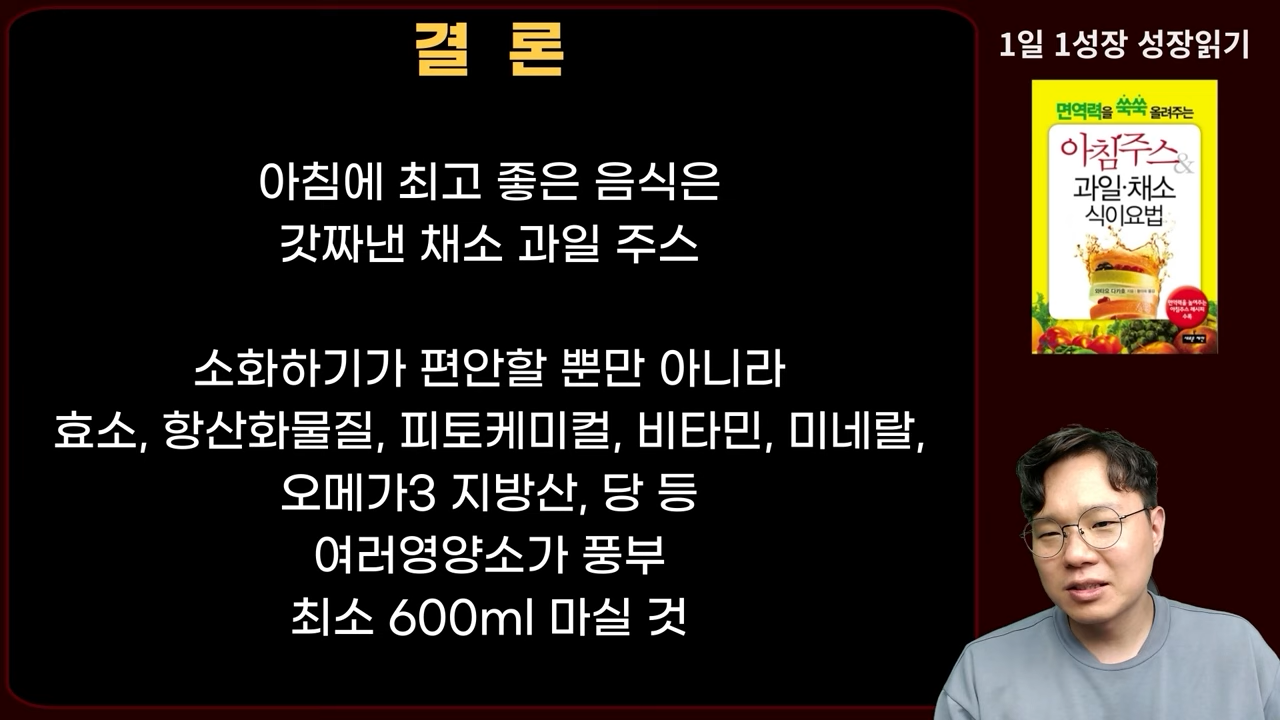 결 론
아침에 최고 좋은 음식은
갓짜낸 채소 과일 주스
소화하기가 편안할 뿐만 아니라
효소, 항산화물질, 피토케미컬, 비타민, 미네랄,
오메가3 지방산, 당 등
여러영양소가 풍부
최소 600ml 마실 것
1일 1성장 성장읽기
면역력을 쑥쑥 올려주는
아침주스 &
과일·채소
식이요법